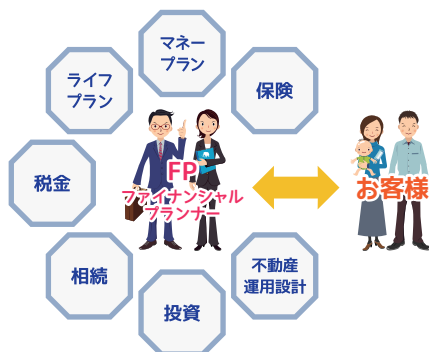 マネー
プラン
ライフ
プラン
保険
税金
FP
ファイナンシャル
プランナー
お客様
相続
不動産
運用設計
投資